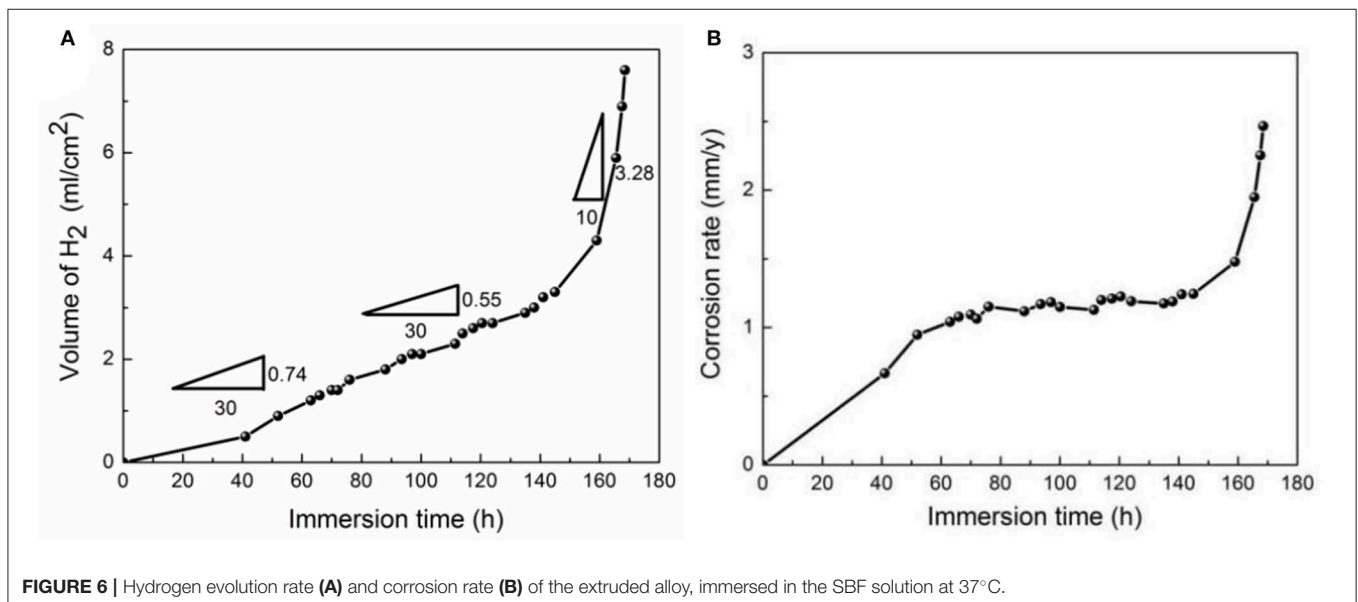 A
Volume of H2 (ml/cm2)
8
6
4
2
0
0 20 40 60 80 100 120 140 160 180
Immersion time (h)
0.74
30
0.55
30
3.28
10
B
Corrosion rate (mm/y)
3
2
1
0
0 20 40 60 80 100 120 140 160 180
Immersion time (h)
FIGURE 6 | Hydrogen evolution rate (A) and corrosion rate (B) of the extruded alloy, immersed in the SBF solution at 37°C.